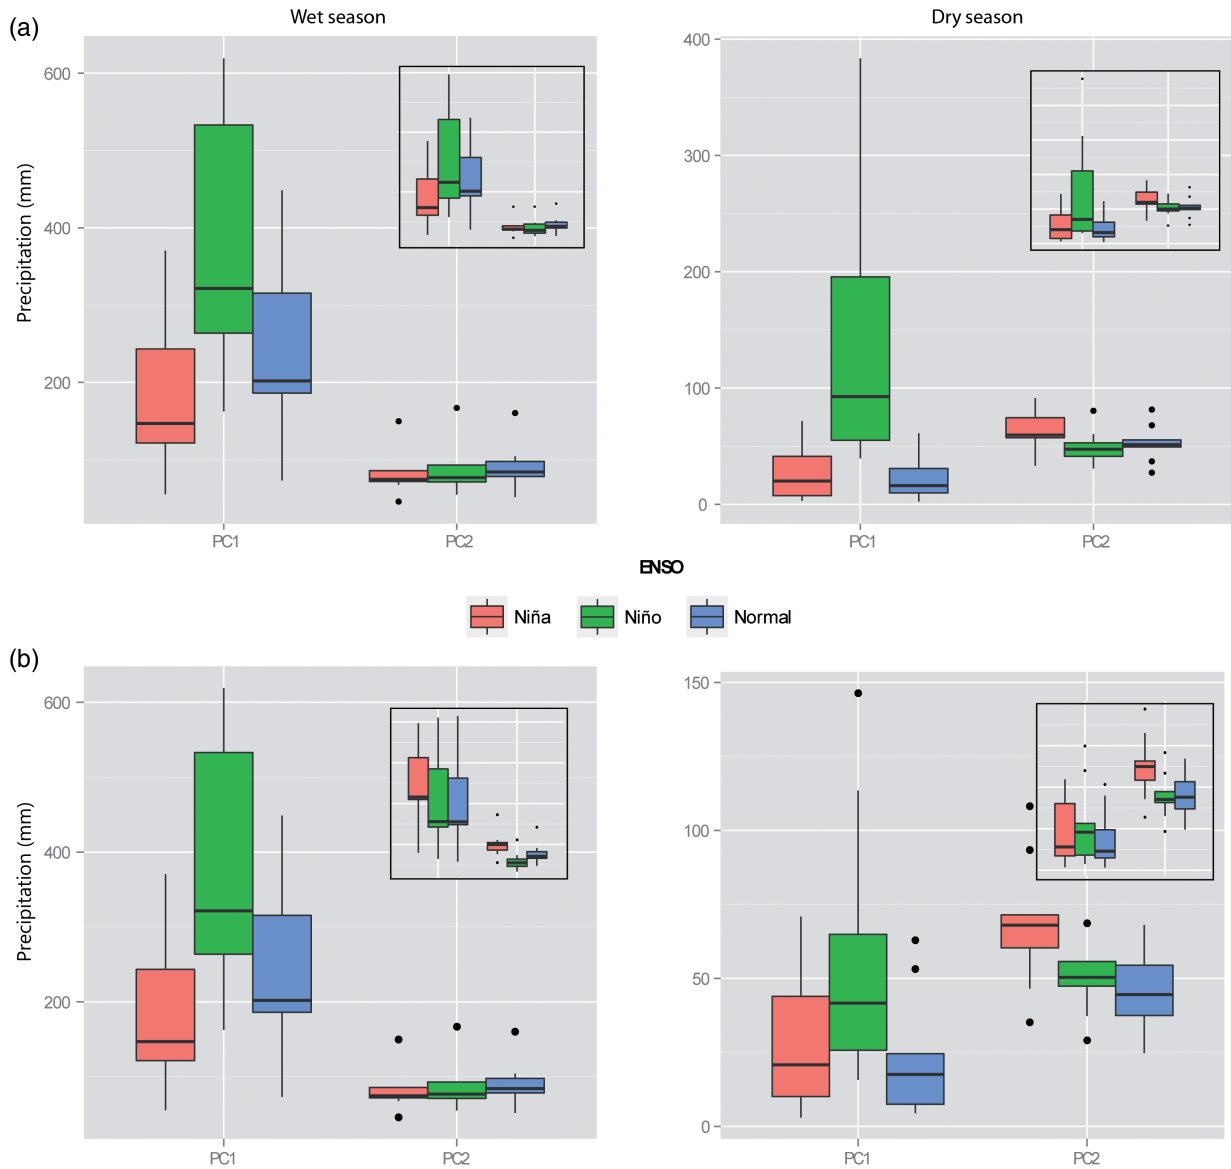 (a)
Wet season
Dry season
Precipitation (mm)
600
400
200
PC1
PC2
400
300
200
100
0
PC1
PC2
ENSO
Niña
Niño
Normal
(b)
Precipitation (mm)
600
400
200
PC1
PC2
150
100
50
0
PC1
PC2